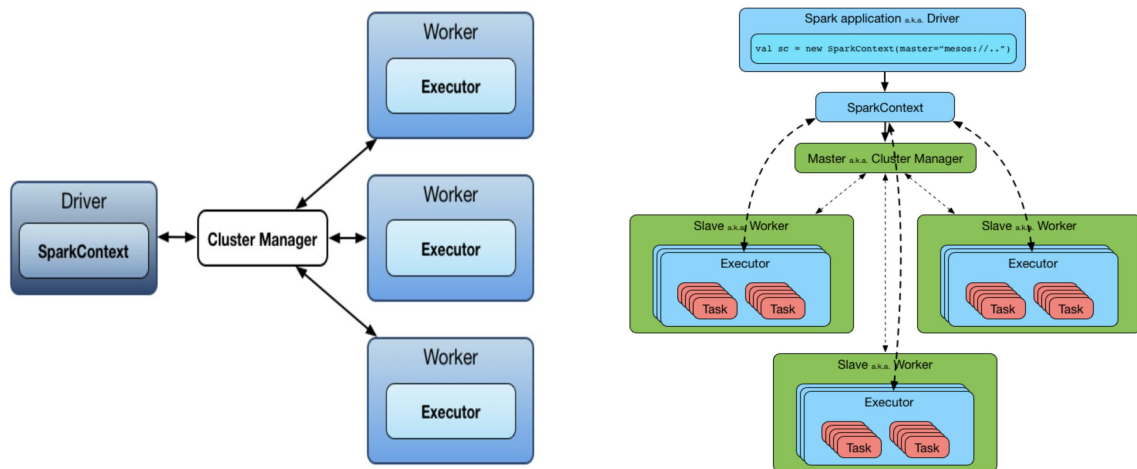 Worker
Executor
Driver
SparkContext
Cluster Manager
Worker
Executor
Worker
Executor
Spark application a.k.a. Driver
val sc = new SparkContext(master="mesos://..")
SparkContext
Master a.k.a. Cluster Manager
Slave a.k.a. Worker
Executor
Task
Task
Slave a.k.a. Worker
Executor
Task
Task
Slave a.k.a. Worker
Executor
Task
Task